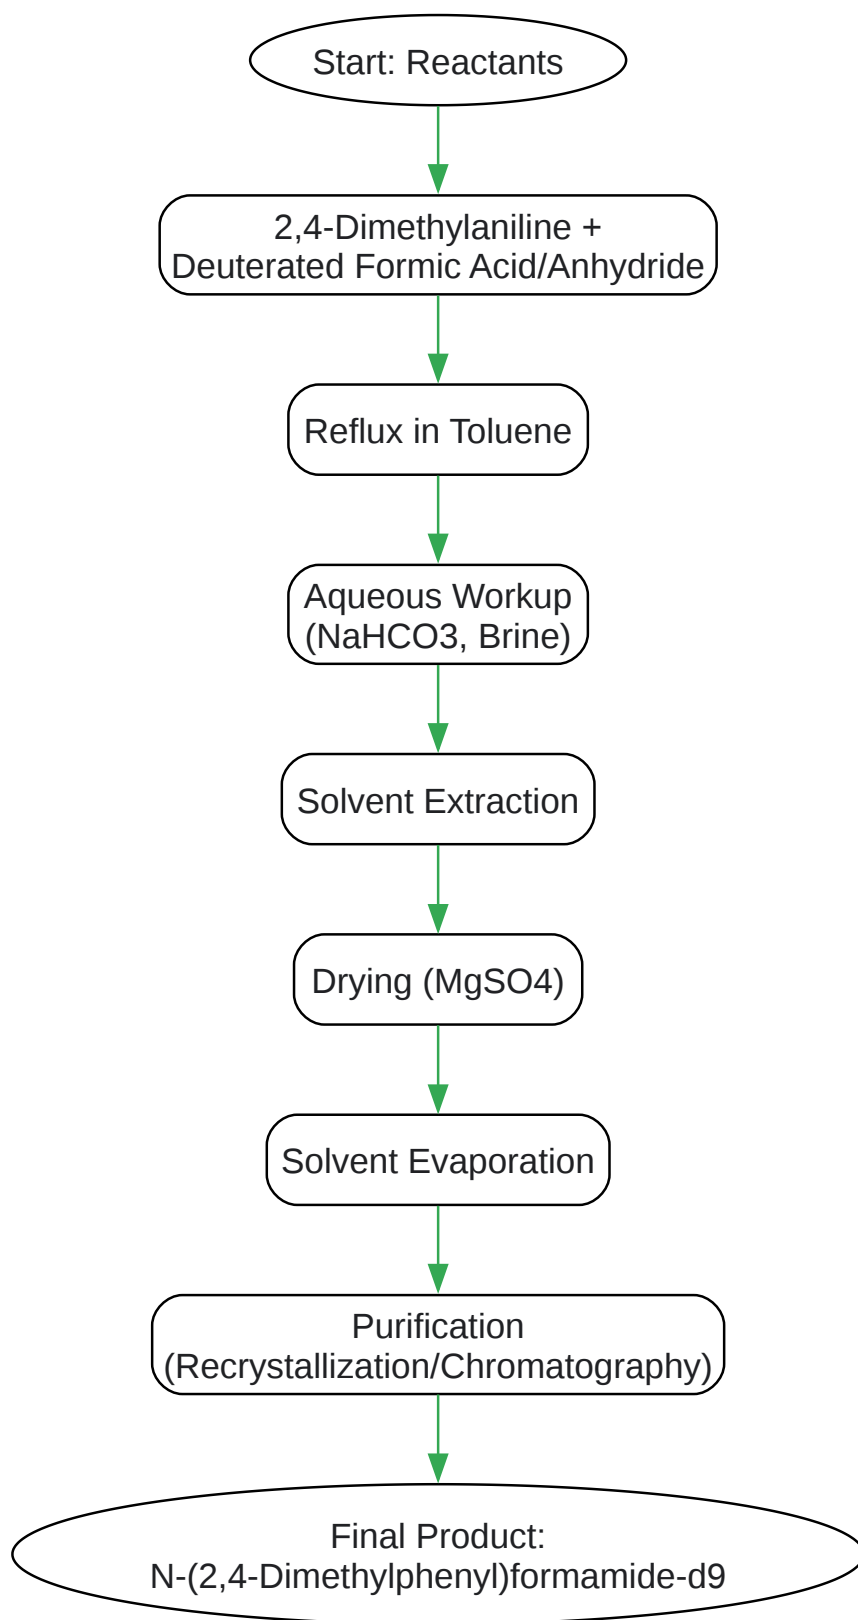 Start: Reactants
2,4-Dimethylaniline +
Deuterated Formic Acid/Anhydride
Reflux in Toluene
Aqueous Workup
(NaHCO3, Brine)
Solvent Extraction
Drying (MgSO4)
Solvent Evaporation
Purification
(Recrystallization/Chromatography)
Final Product:
N-(2,4-Dimethylphenyl)formamide-d9